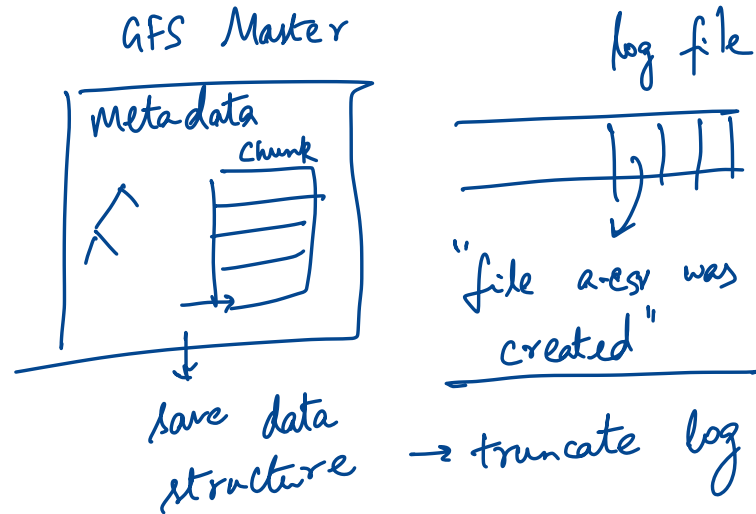 GFS Master
metadata
Chunk
save data
structure
log file
"file a.csv was
created"
→ truncate log